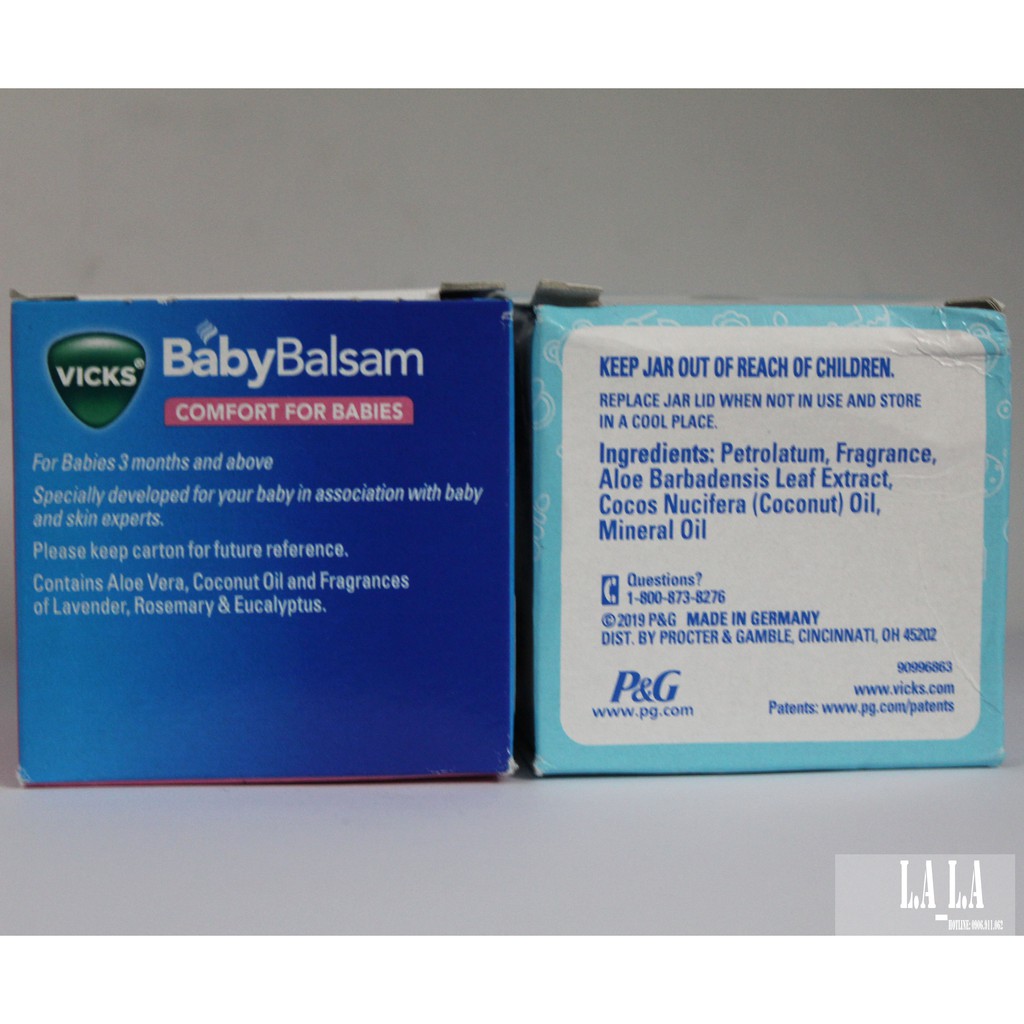 VICKS®
BabyBalsam
COMFORT FOR BABIES
For Babies 3 months and above
Specially developed for your baby in association with baby
and skin experts.
Please keep carton for future reference.
Contains Aloe Vera, Coconut Oil and Fragrances
of Lavender, Rosemary & Eucalyptus.
KEEP JAR OUT OF REACH OF CHILDREN.
REPLACE JAR LID WHEN NOT IN USE AND STORE
IN A COOL PLACE.
Ingredients: Petrolatum, Fragrance,
Aloe Barbadensis Leaf Extract,
Cocos Nucifera (Coconut) Oil,
Mineral Oil
Questions?
1-800-873-8276
©2019 P&G MADE IN GERMANY
DIST. BY PROCTER & GAMBLE, CINCINNATI, OH 45202
90996863
P&G
www.pg.com
www.vicks.com
Patents: www.pg.com/patents
LA_LA
HOTLINE: 0906.911.062